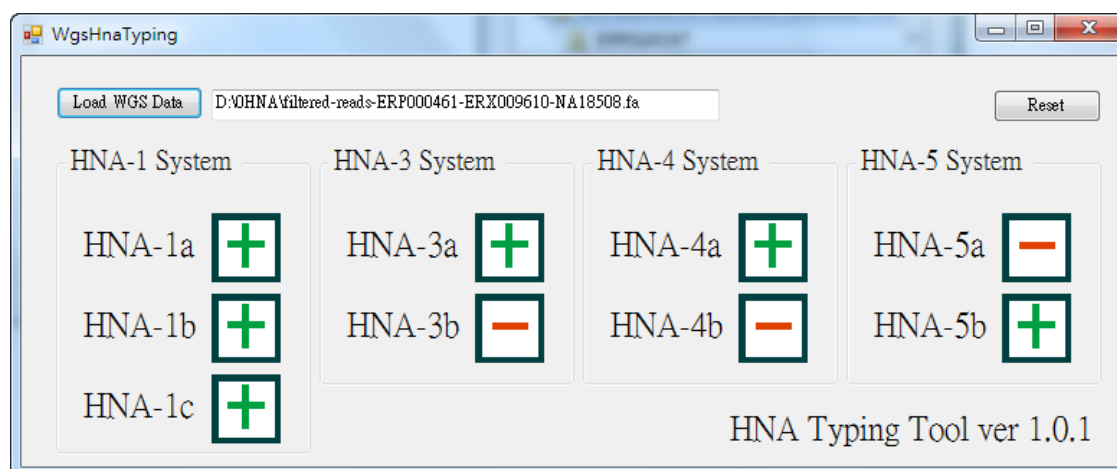 WgsHnaTyping
Load WGS Data D:\0HNA\filtered-reads-ERP000461-ERX009610-NA18508.fa Reset
HNA-1 System HNA-3 System HNA-4 System HNA-5 System
HNA-1a + HNA-3a + HNA-4a + HNA-5a −
HNA-1b + HNA-3b − HNA-4b − HNA-5b +
HNA-1c +
HNA Typing Tool ver 1.0.1